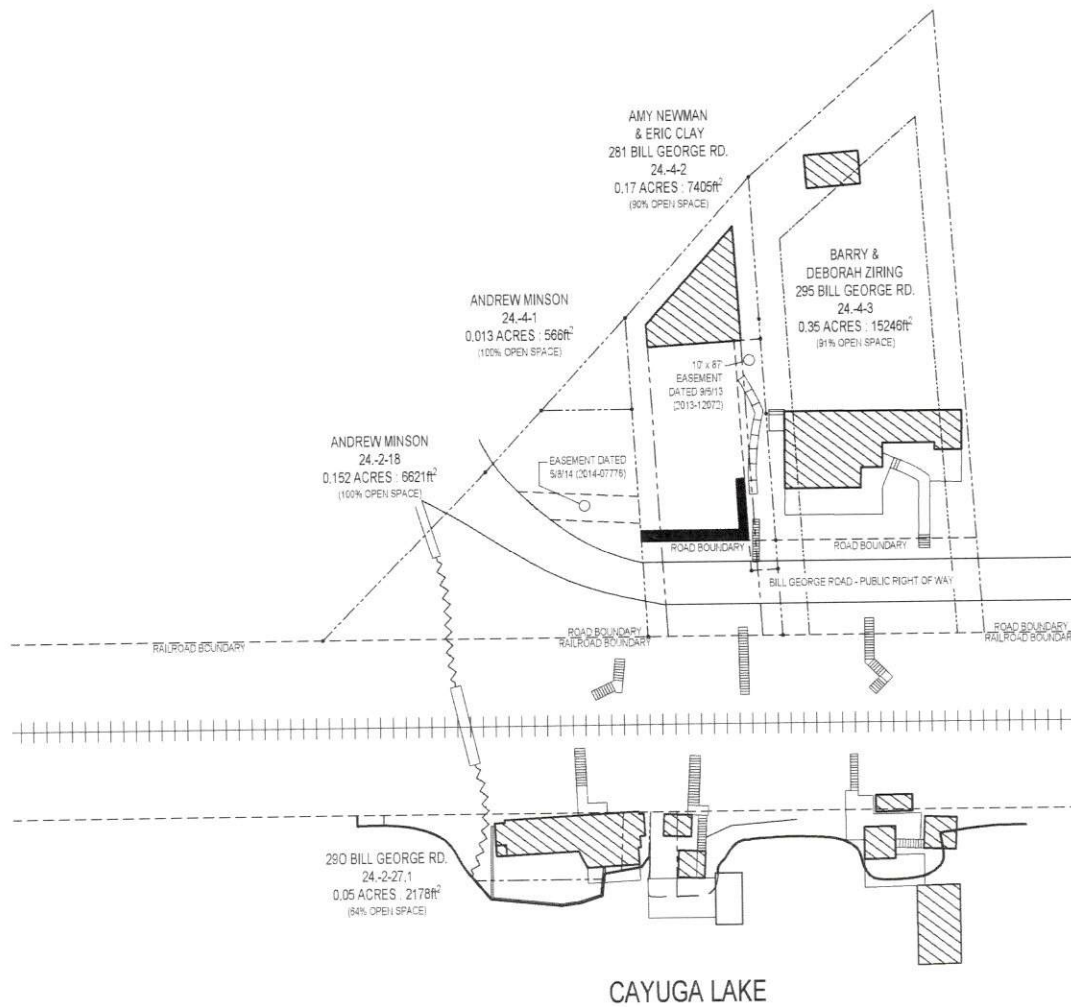 AMY NEWMAN
& ERIC CLAY
281 BILL GEORGE RD.
24.-4-2
0.17 ACRES : 7405ft²
(90% OPEN SPACE)
BARRY &
DEBORAH ZIRING
295 BILL GEORGE RD.
24.-4-3
0.35 ACRES : 15246ft²
(91% OPEN SPACE)
ANDREW MINSON
24.-4-1
0.013 ACRES : 566ft²
(100% OPEN SPACE)
10' x 87'
EASEMENT
DATED 9/6/13
(2013-12072)
ANDREW MINSON
24.-2-18
0.152 ACRES : 6621ft²
(100% OPEN SPACE)
EASEMENT DATED
5/8/14 (2014-07776)
ROAD BOUNDARY
ROAD BOUNDARY
BILL GEORGE ROAD - PUBLIC RIGHT OF WAY
ROAD BOUNDARY
ROAD BOUNDARY
RAILROAD BOUNDARY
RAILROAD BOUNDARY
RAILROAD BOUNDARY
290 BILL GEORGE RD.
24.-2-27.1
0.05 ACRES : 2178ft²
(64% OPEN SPACE)
CAYUGA LAKE